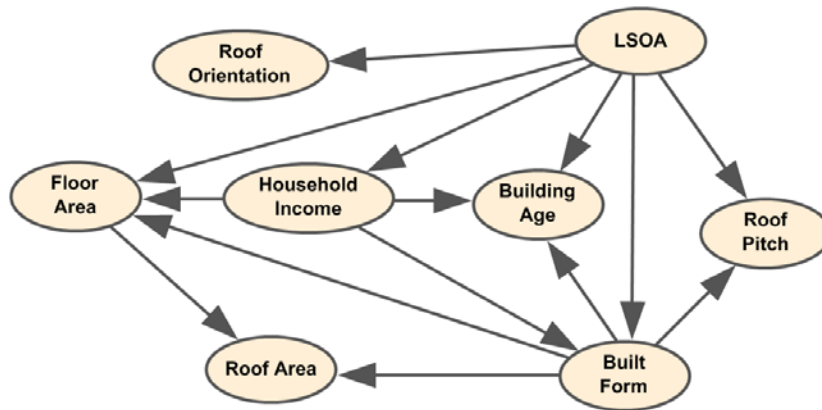 LSOA
Roof
Orientation
Floor
Area
Household
Income
Building
Age
Roof
Pitch
Roof Area
Built
Form